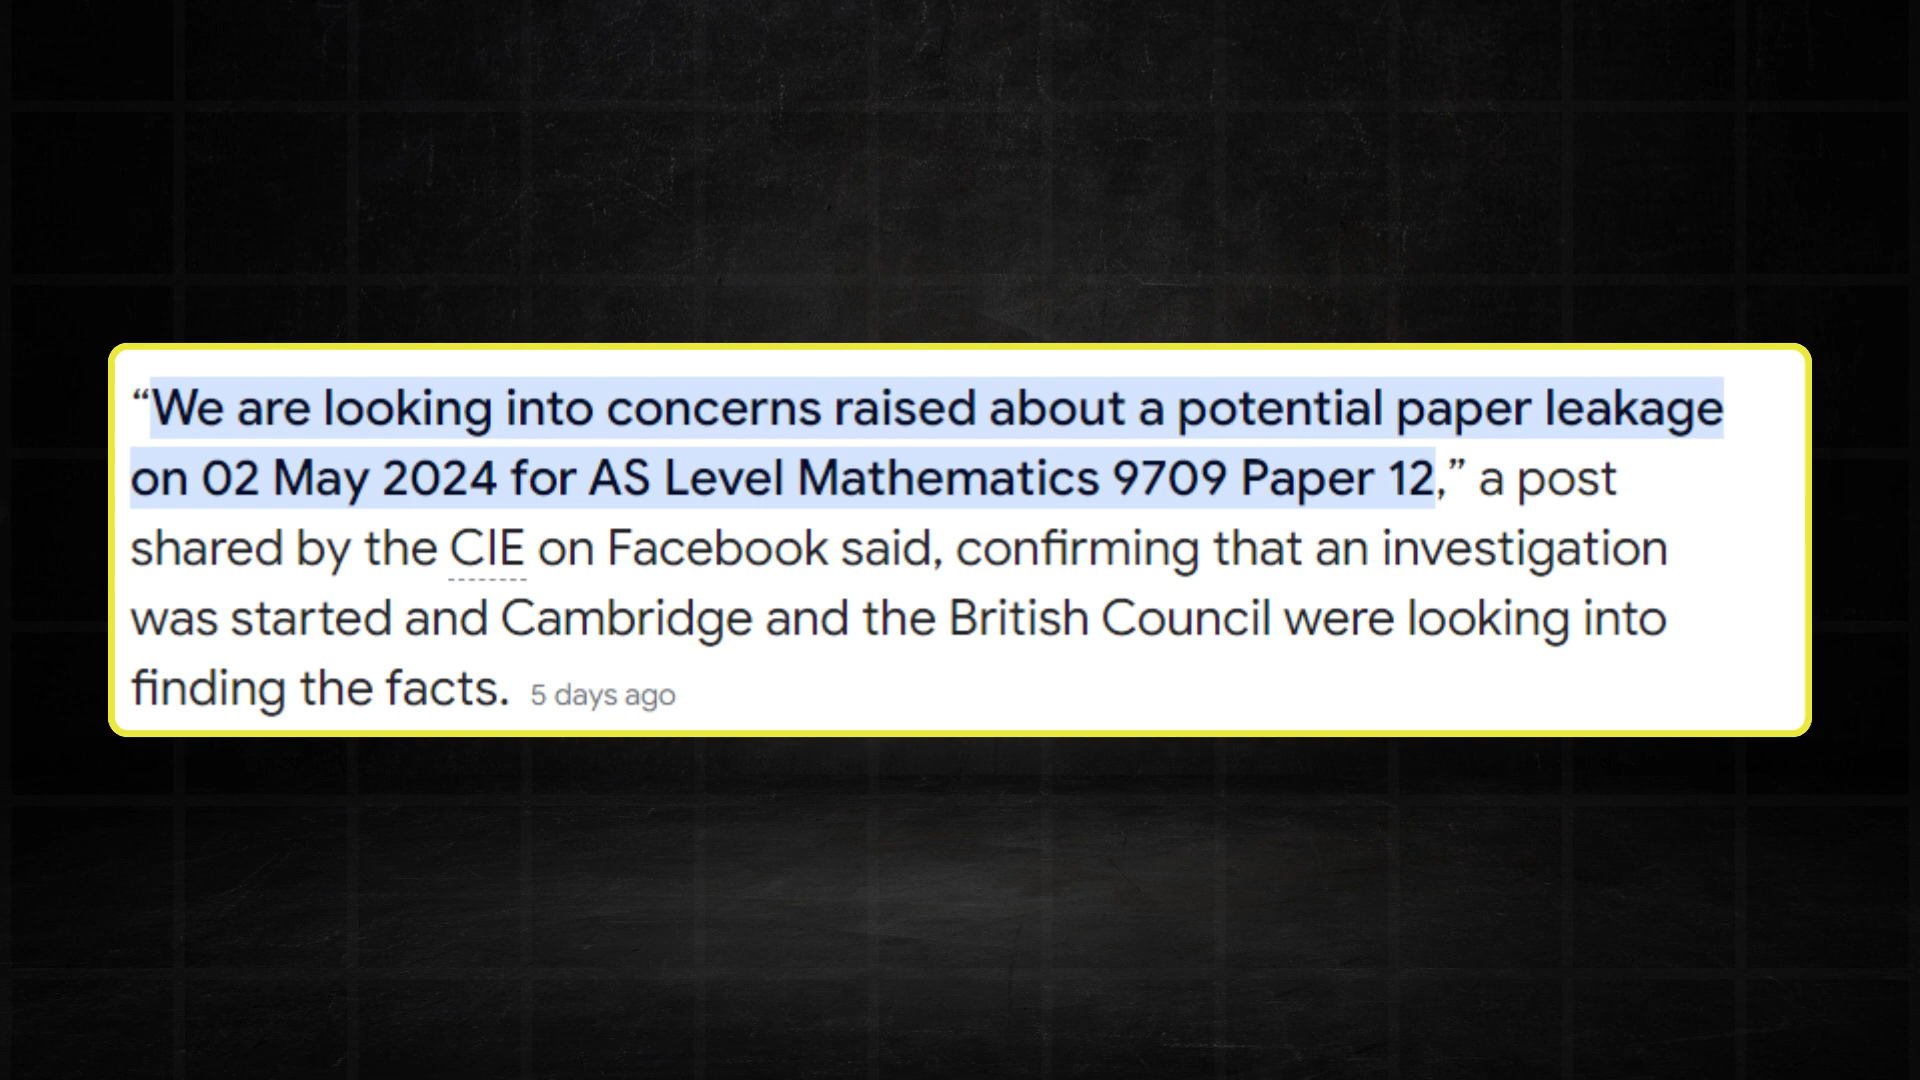 “We are looking into concerns raised about a potential paper leakage
on 02 May 2024 for AS Level Mathematics 9709 Paper 12,” a post
shared by the CIE on Facebook said, confirming that an investigation
was started and Cambridge and the British Council were looking into
finding the facts. 5 days ago